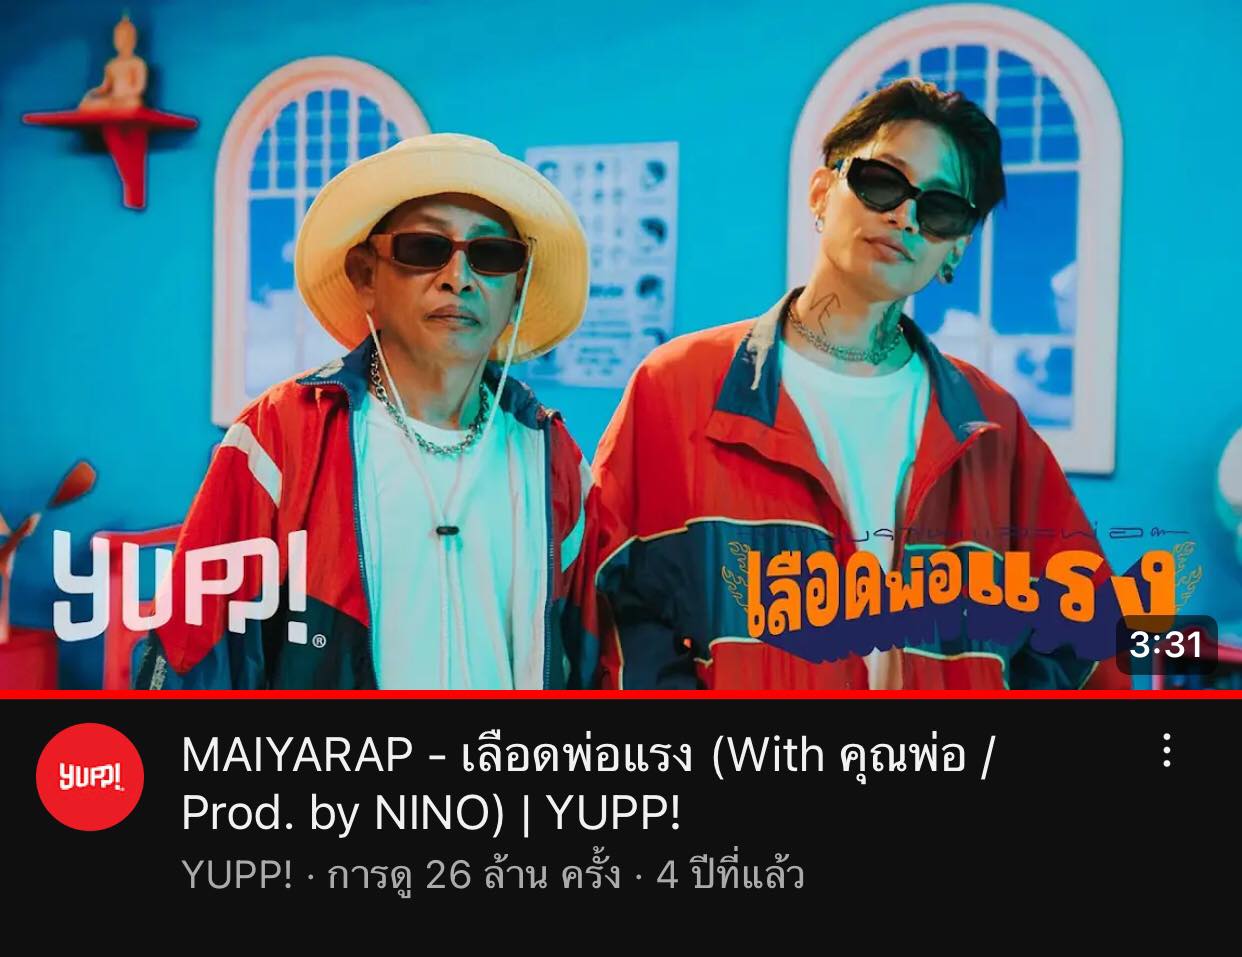 YUPP!®
เลือดพ่อแรง
3:31
YUPP!
MAIYARAP - เลือดพ่อแรง (With คุณพ่อ /
Prod. by NINO) | YUPP!
YUPP! · การดู 26 ล้าน ครั้ง · 4 ปีที่แล้ว